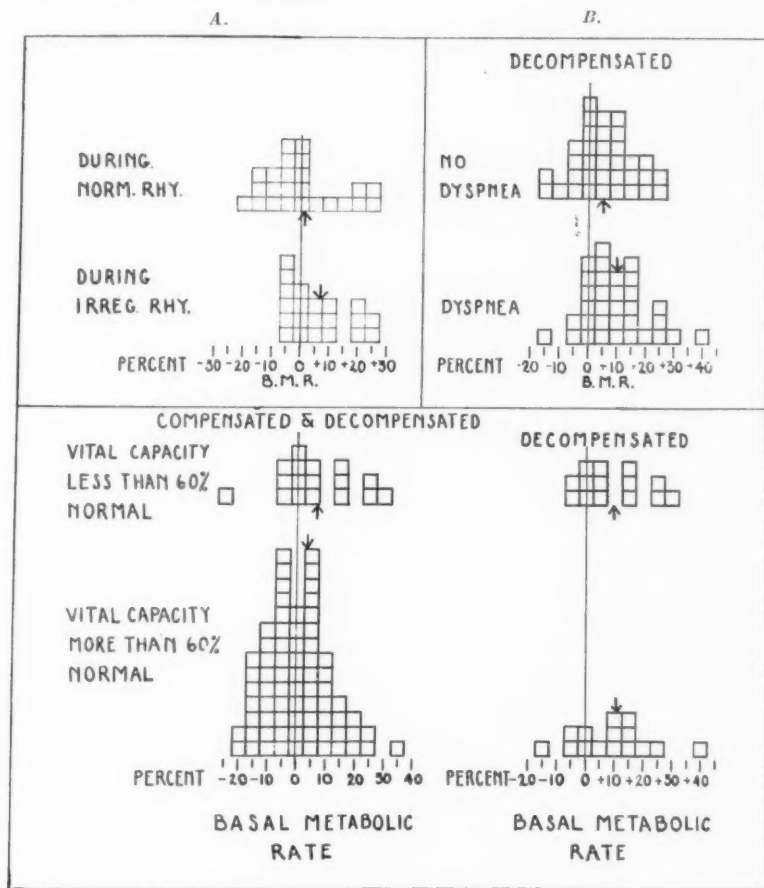 A.
B.
DURING.
NORM. RHY.
DURING
IRREG. RHY.
PERCENT -30 -20 -10 0 +10 +20 +30
B.M.R.
DECOMPENSATED
NO
DYSPNEA
DYSPNEA
-20 -10 0 +10 +20 +30 +40
PERCENT
B.M.R.
COMPENSATED & DECOMPENSATED
VITAL CAPACITY
LESS THAN 60%
NORMAL
VITAL CAPACITY
MORE THAN 60%
NORMAL
PERCENT -20 -10 0 10 20 30 40
BASAL METABOLIC
RATE
DECOMPENSATED
PERCENT -20 -10 0 +10 +20 +30 +40
BASAL METABOLIC
RATE